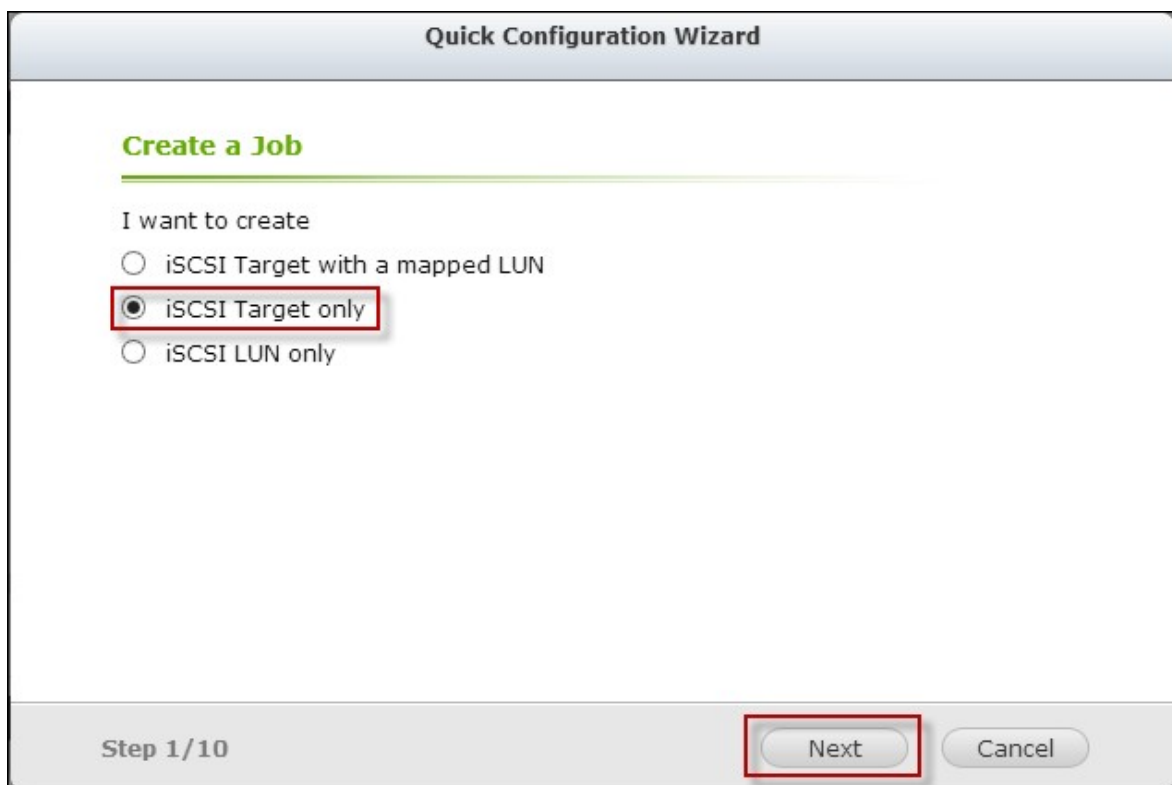 Quick Configuration Wizard
Create a Job
I want to create
iSCSI Target with a mapped LUN
iSCSI Target only
iSCSI LUN only
Step 1/10
Next
Cancel